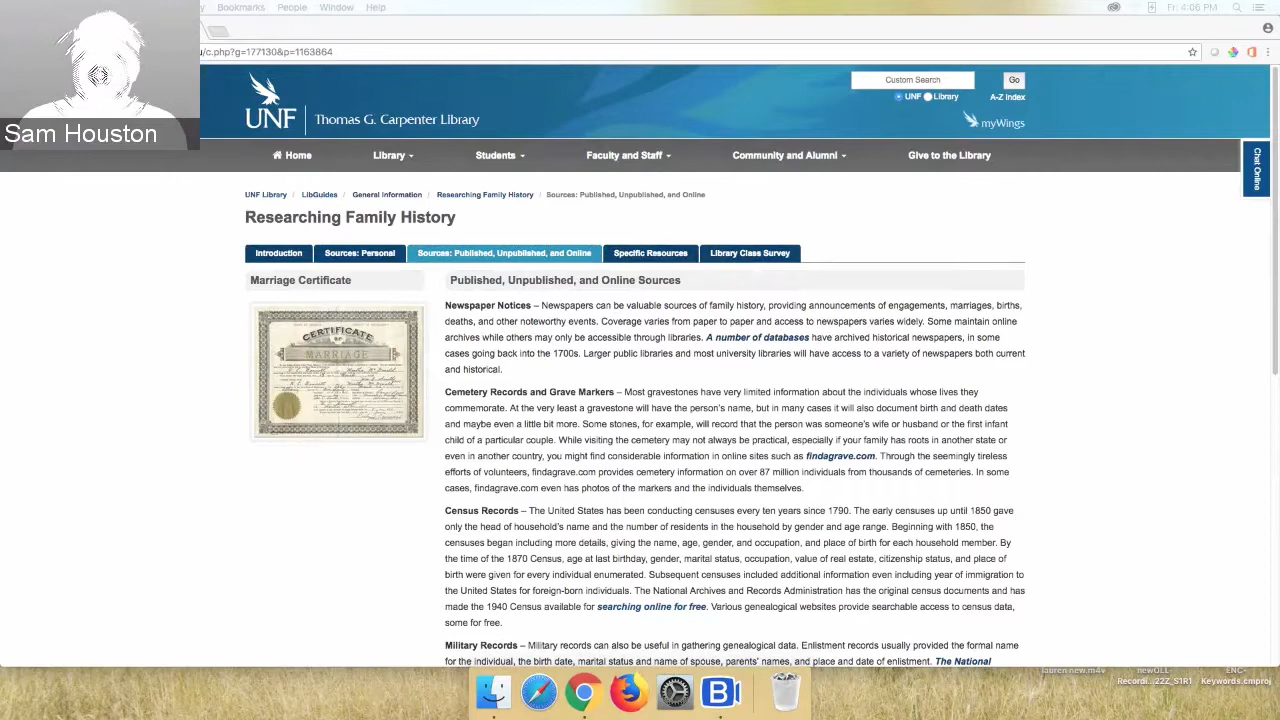 Bookmarks People Window Help
Fri 4:06 PM
u/c.php?g=177130&p=1163864
Sam Houston
UNF
Thomas G. Carpenter Library
Custom Search
Go
UNF Library
A-Z Index
myWings
Home
Library
Students
Faculty and Staff
Community and Alumni
Give to the Library
Chat Online
UNF Library / LibGuides / General Information / Researching Family History / Sources: Published, Unpublished, and Online
Researching Family History
Introduction
Sources: Personal
Sources: Published, Unpublished, and Online
Specific Resources
Library Class Survey
Marriage Certificate
CERTIFICATE
OF
MARRIAGE
Published, Unpublished, and Online Sources
Newspaper Notices – Newspapers can be valuable sources of family history, providing announcements of engagements, marriages, births,
deaths, and other noteworthy events. Coverage varies from paper to paper and access to newspapers varies widely. Some maintain online
archives while others may only be accessible through libraries. A number of databases have archived historical newspapers, in some
cases going back into the 1700s. Larger public libraries and most university libraries will have access to a variety of newspapers both current
and historical.
Cemetery Records and Grave Markers – Most gravestones have very limited information about the individuals whose lives they
commemorate. At the very least a gravestone will have the person's name, but in many cases it will also document birth and death dates
and maybe even a little bit more. Some stones, for example, will record that the person was someone's wife or husband or the first infant
child of a particular couple. While visiting the cemetery may not always be practical, especially if your family has roots in another state or
even in another country, you might find considerable information in online sites such as findagrave.com. Through the seemingly tireless
efforts of volunteers, findagrave.com provides cemetery information on over 87 million individuals from thousands of cemeteries. In some
cases, findagrave.com even has photos of the markers and the individuals themselves.
Census Records – The United States has been conducting censuses every ten years since 1790. The early censuses up until 1850 gave
only the head of household's name and the number of residents in the household by gender and age range. Beginning with 1850, the
censuses began including more details, giving the name, age, gender, and occupation, and place of birth for each household member. By
the time of the 1870 Census, age at last birthday, gender, marital status, occupation, value of real estate, citizenship status, and place of
birth were given for every individual enumerated. Subsequent censuses included additional information even including year of immigration to
the United States for foreign-born individuals. The National Archives and Records Administration has the original census documents and has
made the 1940 Census available for searching online for free. Various genealogical websites provide searchable access to census data,
some for free.
Military Records – Military records can also be useful in gathering genealogical data. Enlistment records usually provided the formal name
for the individual, the birth date, marital status and name of spouse, parents' names, and place and date of enlistment. The National
lauren new.m4v
newOLL-
Recordi...22Z_S1R1
ENC-
Keywords.cmproj
B